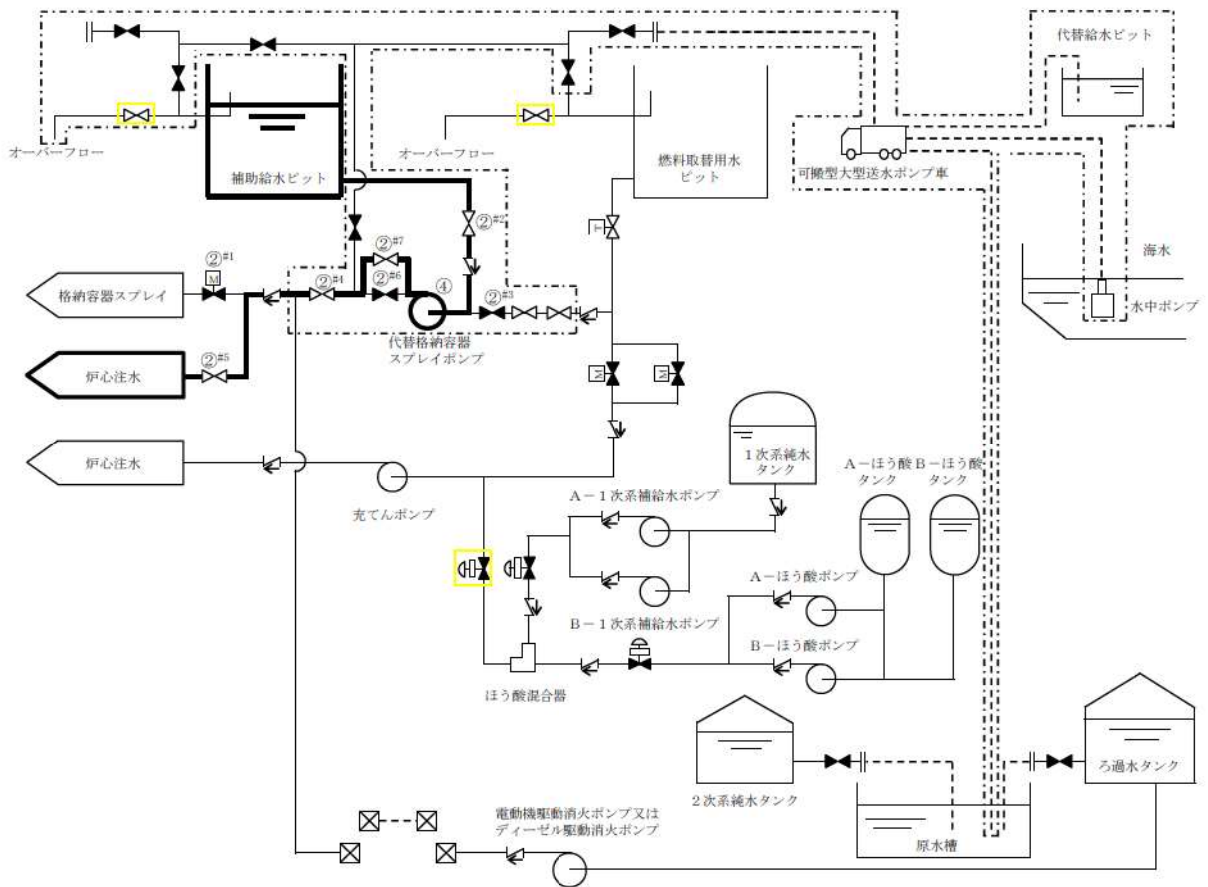 代替給水ピット
オーバーフロー
補助給水ピット
オーバーフロー
燃料取替用水
ピット
可搬型大型送水ポンプ車
海水
水中ポンプ
②#2
T
②#7
②#1
M
②#4
②#6
④
②#3
格納容器スプレイ
代替格納容器
スプレイポンプ
②#5
炉心注水
M
M
炉心注水
充てんポンプ
1次系純水
タンク
A-ほう酸
タンク
B-ほう酸
タンク
A-1次系補給水ポンプ
A-ほう酸ポンプ
B-1次系補給水ポンプ
B-ほう酸ポンプ
ほう酸混合器
2次系純水タンク
ろ過水タンク
原水槽
電動機駆動消火ポンプ又は
ディーゼル駆動消火ポンプ